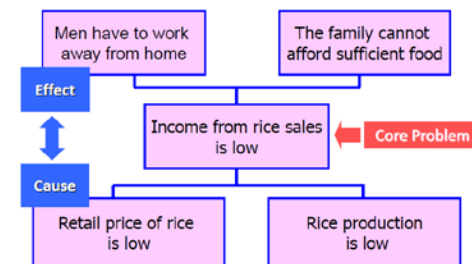 Men have to work
away from home
The family cannot
afford sufficient food
Effect
Income from rice sales
is low
Core Problem
Cause
Retail price of rice
is low
Rice production
is low